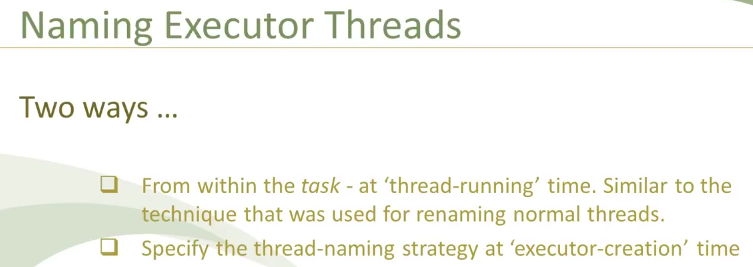 Naming Executor Threads
Two ways …
From within the task - at ‘thread-running’ time. Similar to the
technique that was used for renaming normal threads.
Specify the thread-naming strategy at ‘executor-creation’ time